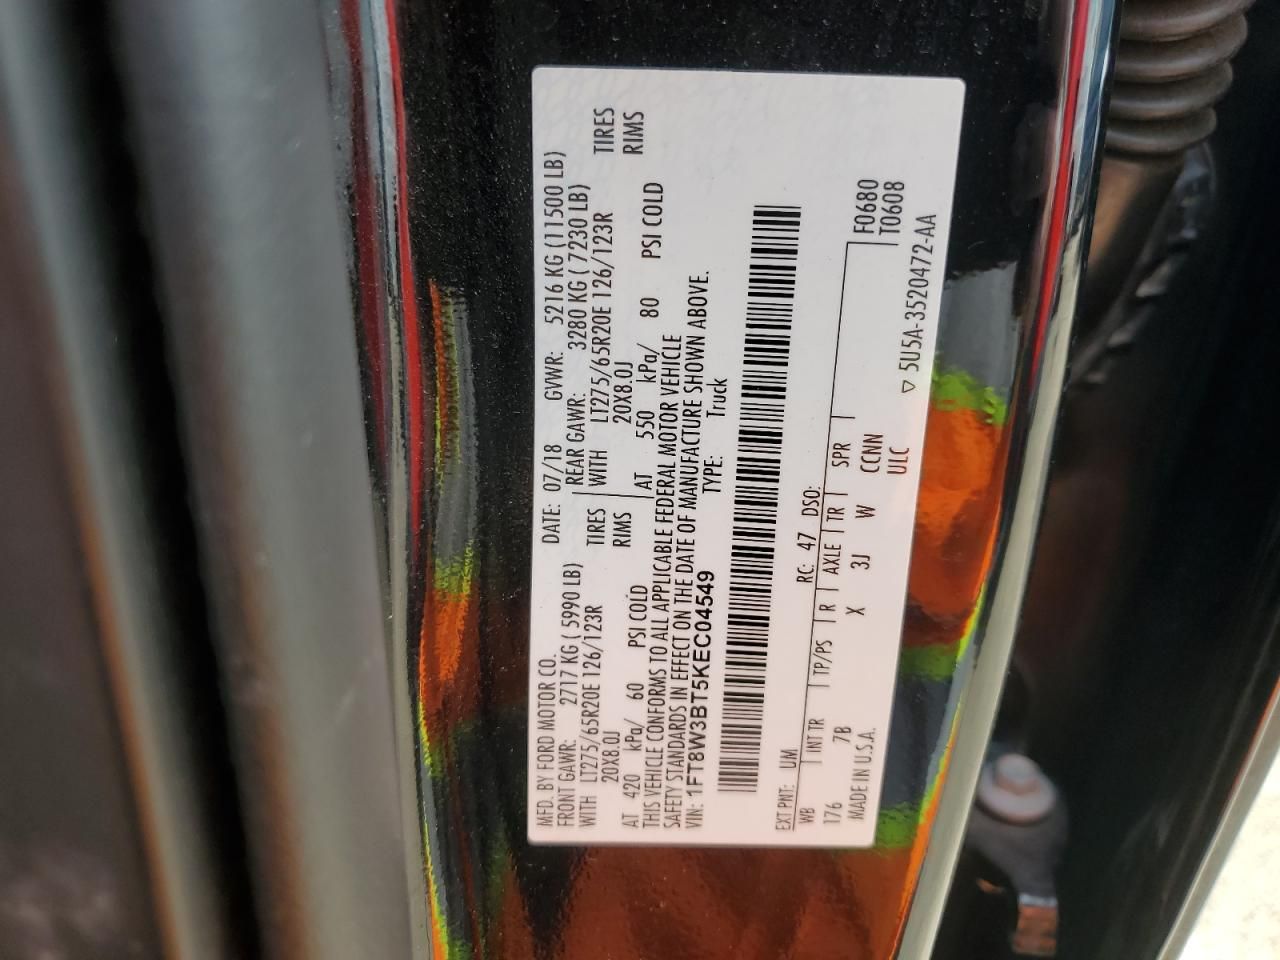 MFD. BY FORD MOTOR CO.
DATE: 07/18 GVWR: 5216 KG (11500 LB)
FRONT GAWR: 2717 KG ( 5990 LB) REAR GAWR: 3280 KG ( 7230 LB)
WITH LT275/65R20E 126/123R TIRES WITH LT275/65R20E 126/123R TIRES
20X8.0J RIMS 20X8.0J RIMS
AT 420 kPa/ 60 PSI COLD AT 550 kPa/ 80 PSI COLD
THIS VEHICLE CONFORMS TO ALL APPLICABLE FEDERAL MOTOR VEHICLE
SAFETY STANDARDS IN EFFECT ON THE DATE OF MANUFACTURE SHOWN ABOVE.
VIN: 1FT8W3BT5KEC04549 TYPE: Truck
EXT PNT: UM RC: 47 DSO:
WB INT TR TP/PS R AXLE TR SPR F0680
176 7B X 3J W CCNN T0608
MADE IN U.S.A. ULC
▽ 5U5A-3520472-AA